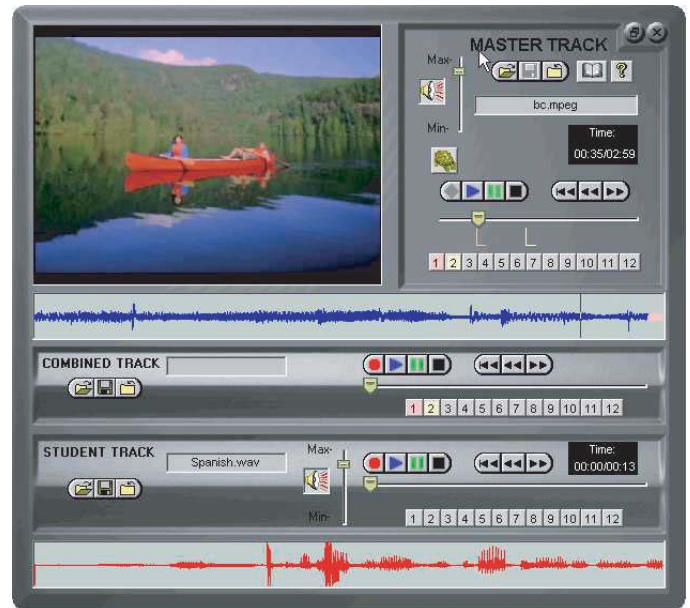 MASTER TRACK
Max-
?
bc.mpeg
Min-
Time:
00:35/02:59
1 2 3 4 5 6 7 8 9 10 11 12
COMBINED TRACK
1 2 3 4 5 6 7 8 9 10 11 12
STUDENT TRACK
Spanish.wav
Max-
Time:
00:00/00:13
Min-
1 2 3 4 5 6 7 8 9 10 11 12